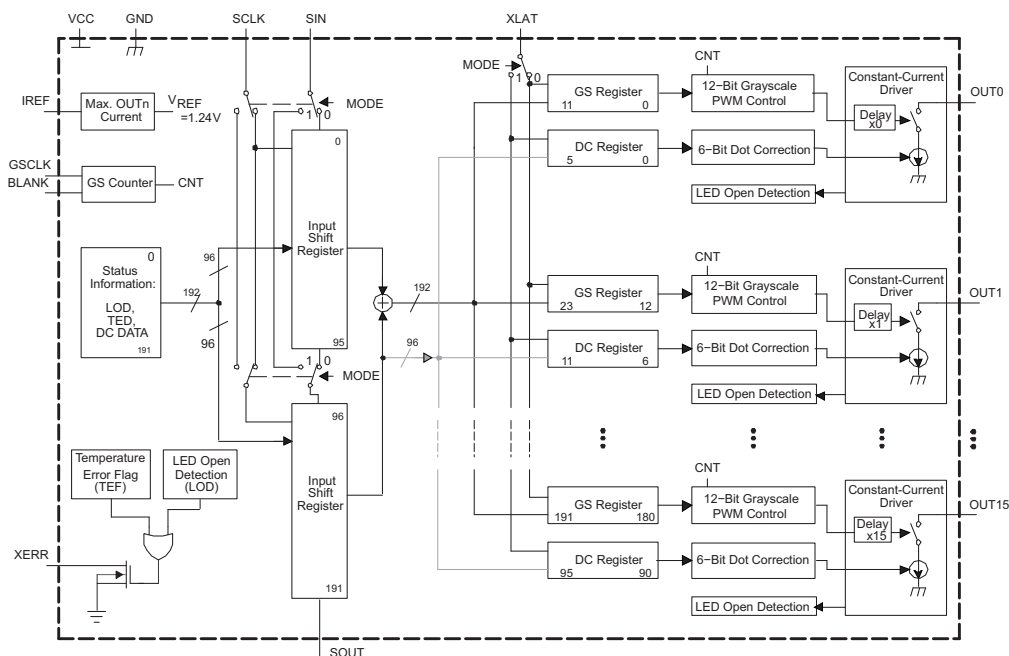 VCC GND SCLK SIN XLAT
MODE 1 0
CNT
GS Register
11 0
12−Bit Grayscale
PWM Control
Constant−Current
Driver
Delay
x0
OUT0
DC Register
5 0
6−Bit Dot Correction
LED Open Detection
IREF
Max. OUTn
Current
VREF
=1.24V
MODE
1 0
GSCLK
BLANK
GS Counter
CNT
0
Input
Shift
Register
95
0
Status
Information:
LOD,
TED,
DC DATA
191
192
96
96
192
96
1 0
MODE
CNT
GS Register
23 12
12−Bit Grayscale
PWM Control
Constant−Current
Driver
Delay
x1
OUT1
DC Register
11 6
6−Bit Dot Correction
LED Open Detection
96
Input
Shift
Register
191
Temperature
Error Flag
(TEF)
LED Open
Detection
(LOD)
XERR
CNT
GS Register
191 180
12−Bit Grayscale
PWM Control
Constant−Current
Driver
Delay
x15
OUT15
DC Register
95 90
6−Bit Dot Correction
LED Open Detection
SOUT